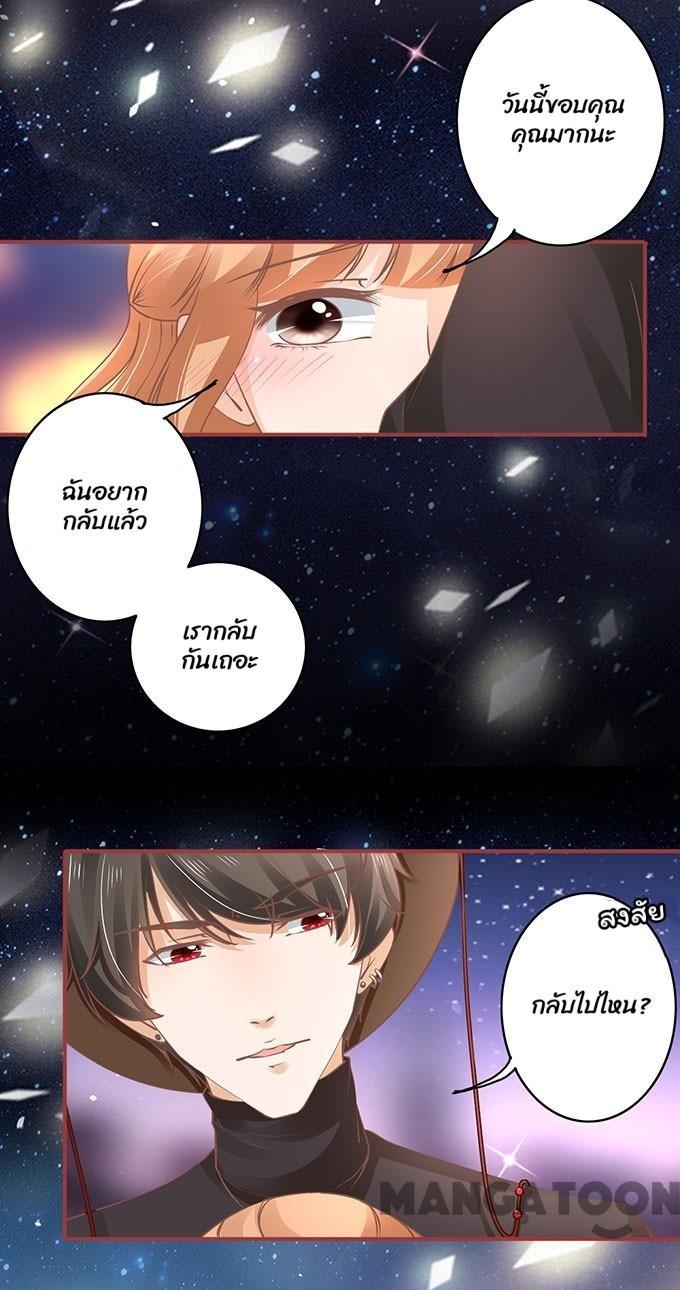 วันนี้ขอบคุณ
คุณมากนะ
ฉันอยาก
กลับแล้ว
เรากลับ
กันเถอะ
สงสัย
กลับไปไหน?
MANGATOON